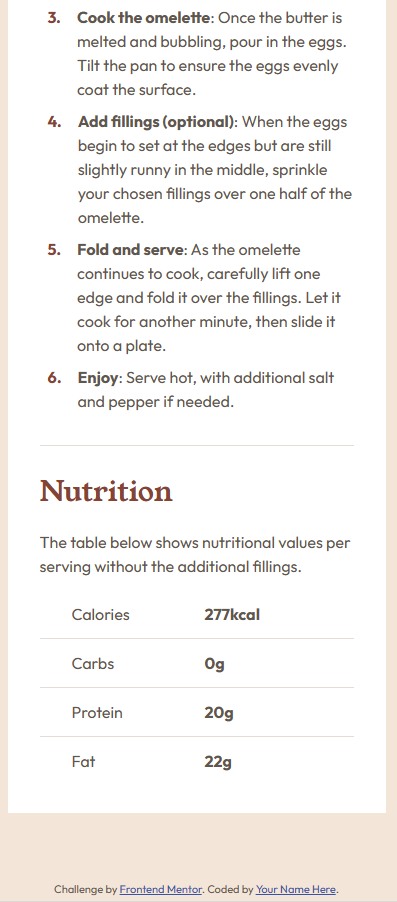 3. Cook the omelette: Once the butter is
melted and bubbling, pour in the eggs.
Tilt the pan to ensure the eggs evenly
coat the surface.
4. Add fillings (optional): When the eggs
begin to set at the edges but are still
slightly runny in the middle, sprinkle
your chosen fillings over one half of the
omelette.
5. Fold and serve: As the omelette
continues to cook, carefully lift one
edge and fold it over the fillings. Let it
cook for another minute, then slide it
onto a plate.
6. Enjoy: Serve hot, with additional salt
and pepper if needed.
Nutrition
The table below shows nutritional values per
serving without the additional fillings.
Calories 277kcal
Carbs 0g
Protein 20g
Fat 22g
Challenge by Frontend Mentor. Coded by Your Name Here.